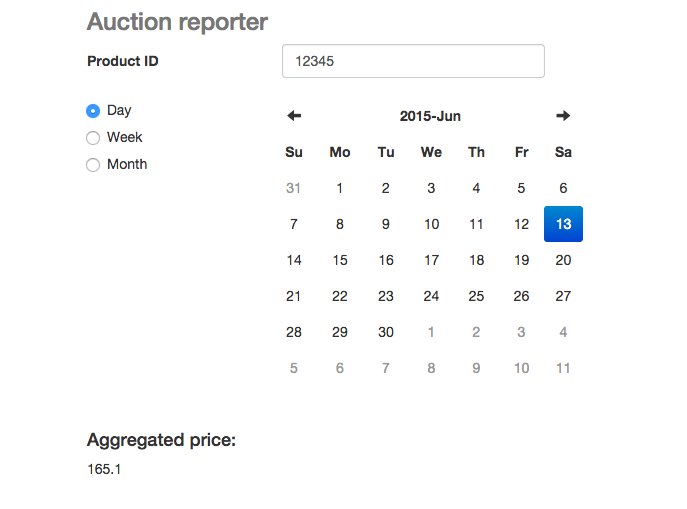 Auction reporter
Product ID 12345
Day
Week
Month
2015-Jun
Su Mo Tu We Th Fr Sa
31 1 2 3 4 5 6
7 8 9 10 11 12 13
14 15 16 17 18 19 20
21 22 23 24 25 26 27
28 29 30 1 2 3 4
5 6 7 8 9 10 11
Aggregated price:
165.1